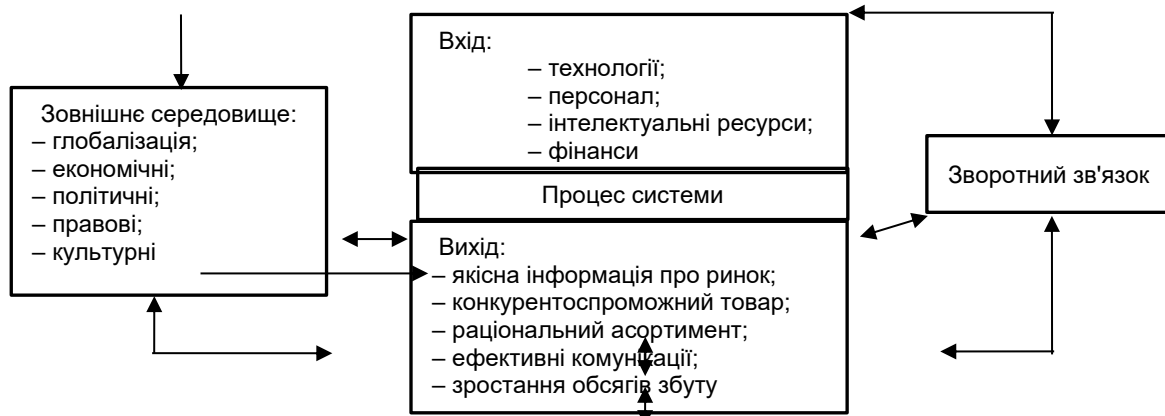 Вхід:
– технології;
– персонал;
– інтелектуальні ресурси;
– фінанси
Зовнішнє середовище:
– глобалізація;
– економічні;
– політичні;
– правові;
– культурні
Процес системи
Зворотний зв'язок
Вихід:
– якісна інформація про ринок;
– конкурентоспроможний товар;
– раціональний асортимент;
– ефективні комунікації;
– зростання обсягів збуту